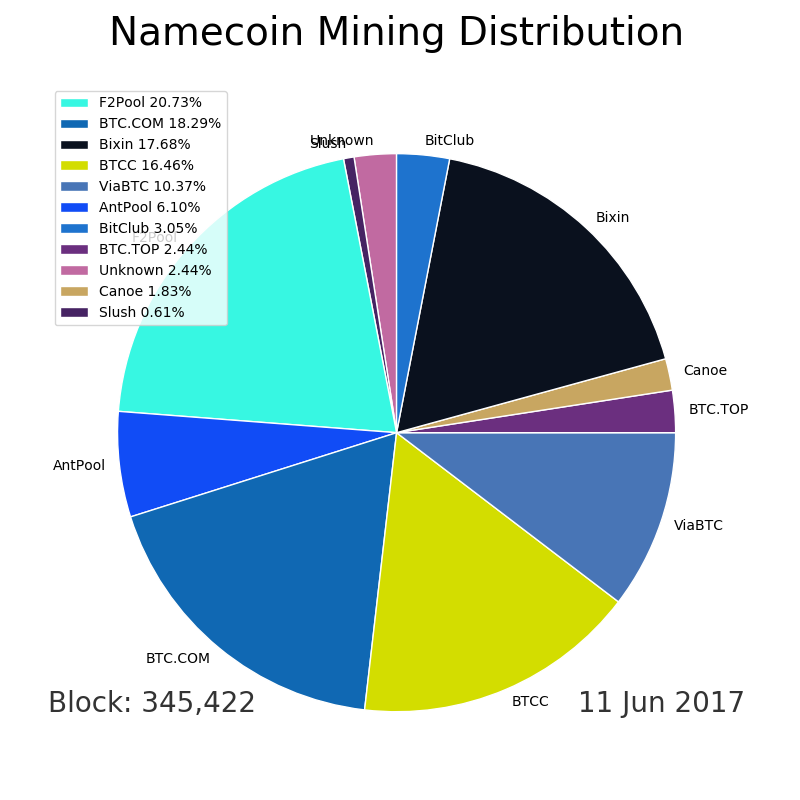 Namecoin Mining Distribution
F2Pool 20.73%
BTC.COM 18.29%
Bixin 17.68%
BTCC 16.46%
ViaBTC 10.37%
AntPool 6.10%
BitClub 3.05%
BTC.TOP 2.44%
Unknown 2.44%
Canoe 1.83%
Slush 0.61%
Unknown
Slush
BitClub
Bixin
F2Pool
Canoe
BTC.TOP
AntPool
ViaBTC
BTC.COM
BTCC
Block: 345,422
11 Jun 2017